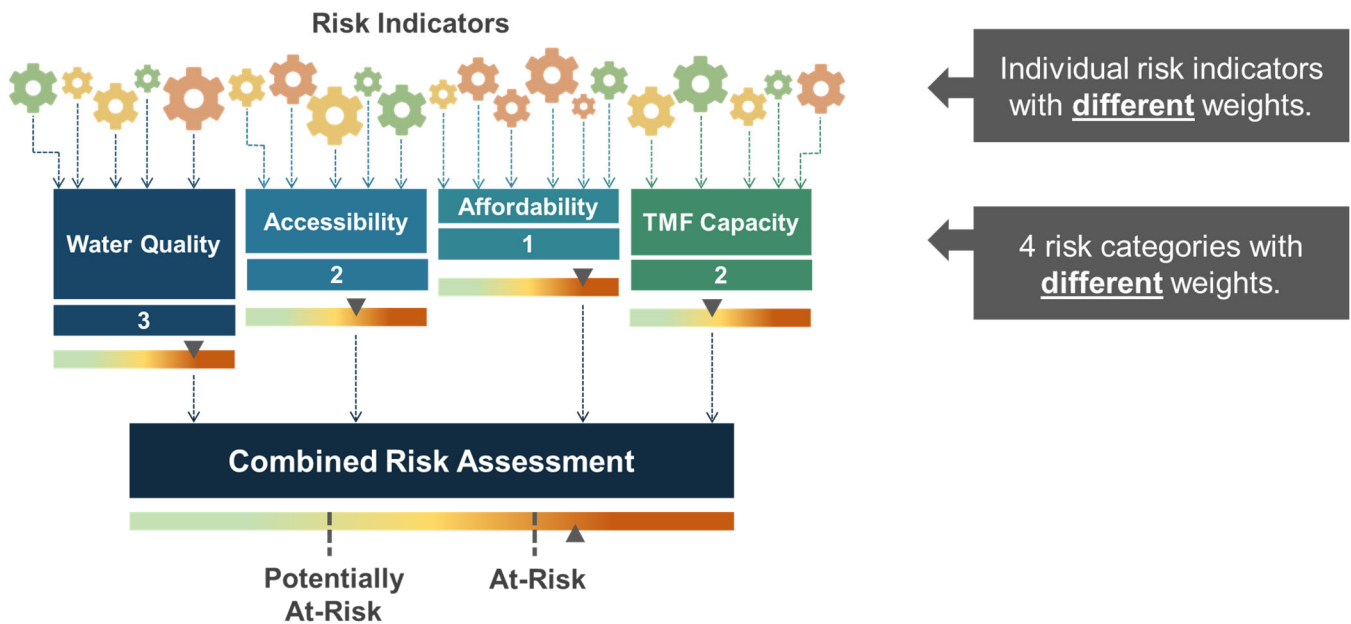 Risk Indicators
Individual risk indicators
with different weights.
Water Quality
3
Accessibility
2
Affordability
1
TMF Capacity
2
4 risk categories with
different weights.
Combined Risk Assessment
Potentially
At-Risk
At-Risk